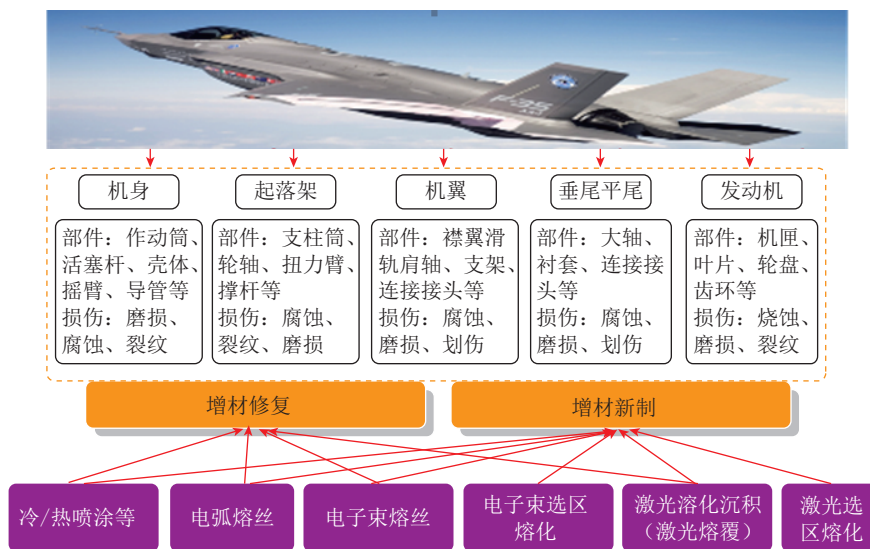 F-35
机身
起落架
机翼
垂尾平尾
发动机
部件：作动筒、
活塞杆、壳体、
摇臂、导管等
损伤：磨损、
腐蚀、裂纹
部件：支柱筒、
轮轴、扭力臂、
撑杆等
损伤：腐蚀、
裂纹、磨损
部件：襟翼滑
轨肩轴、支架、
连接接头等
损伤：腐蚀、
磨损、划伤
部件：大轴、
衬套、连接接
头等
损伤：腐蚀、
磨损、划伤
部件：机匣、
叶片、轮盘、
齿环等
损伤：烧蚀、
磨损、裂纹
增材修复
增材新制
冷/热喷涂等
电弧熔丝
电子束熔丝
电子束选区
熔化
激光溶化沉积
（激光熔覆）
激光选
区熔化